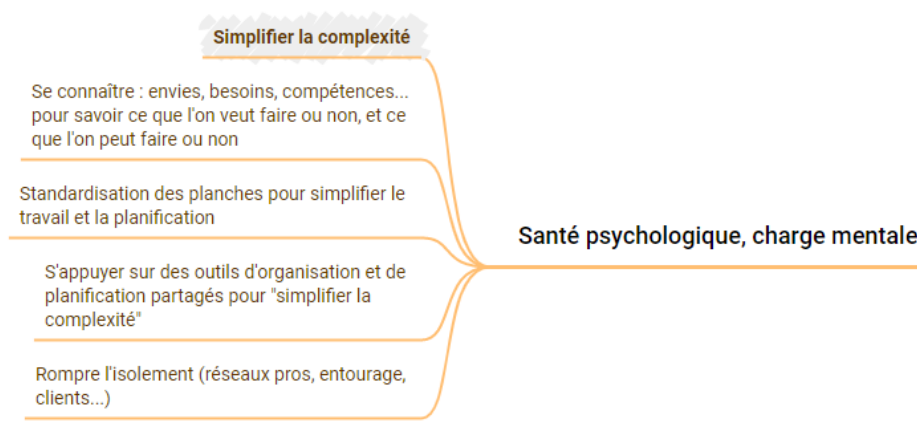 Simplifier la complexité
Se connaître : envies, besoins, compétences...
pour savoir ce que l'on veut faire ou non, et ce
que l'on peut faire ou non
Standardisation des planches pour simplifier le
travail et la planification
Santé psychologique, charge mentale
S'appuyer sur des outils d'organisation et de
planification partagés pour "simplifier la
complexité"
Rompre l'isolement (réseaux pros, entourage,
clients...)